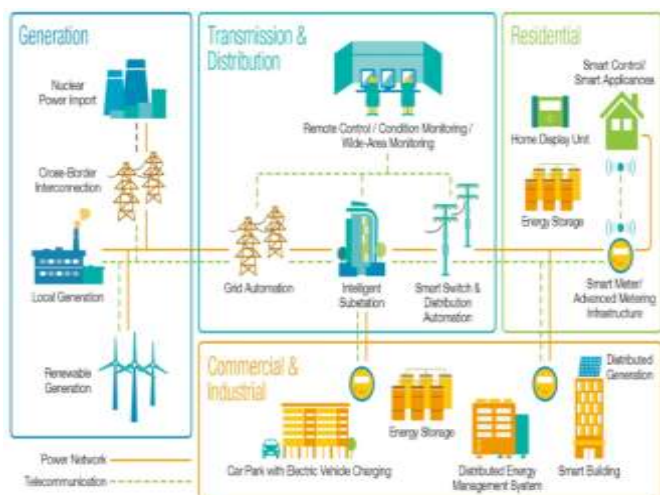 Generation
Nuclear
Power Import
Cross-Border
Interconnection
Local Generation
Renewable
Generation
Power Network
Telecommunication
Transmission &
Distribution
Remote Control / Condition Monitoring /
Wide-Area Monitoring
Grid Automation
Intelligent
Substation
Smart Switch &
Distribution
Automation
Residential
Smart Control/
Smart Appliances
Home Display Unit
Energy Storage
Smart Meter/
Advanced Metering
Infrastructure
Commercial &
Industrial
Car Park with Electric Vehicle Charging
Energy Storage
Distributed Energy
Management System
Distributed
Generation
Smart Building